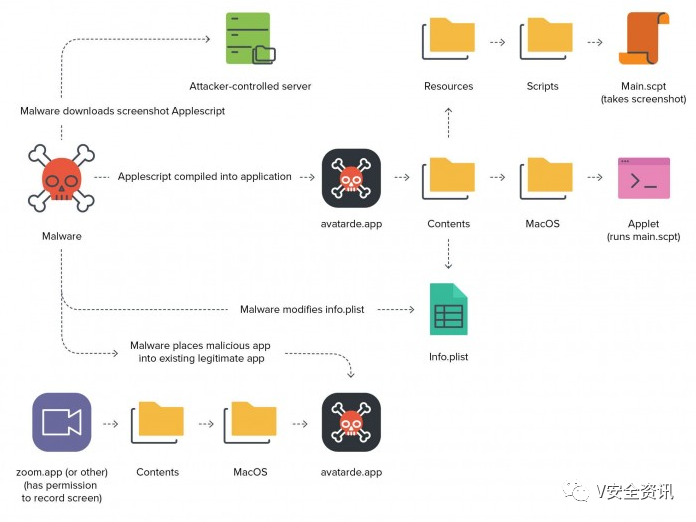 Attacker-controlled server
Resources
Scripts
Main.scpt
(takes screenshot)
Malware downloads screenshot Applescript
Applescript compiled into application
Malware
avatarde.app
Contents
MacOS
Applet
(runs main.scpt)
Malware modifies info.plist
Info.plist
Malware places malicious app
into existing legitimate app
zoom.app (or other)
(has permission
to record screen)
Contents
MacOS
avatarde.app
V安全资讯